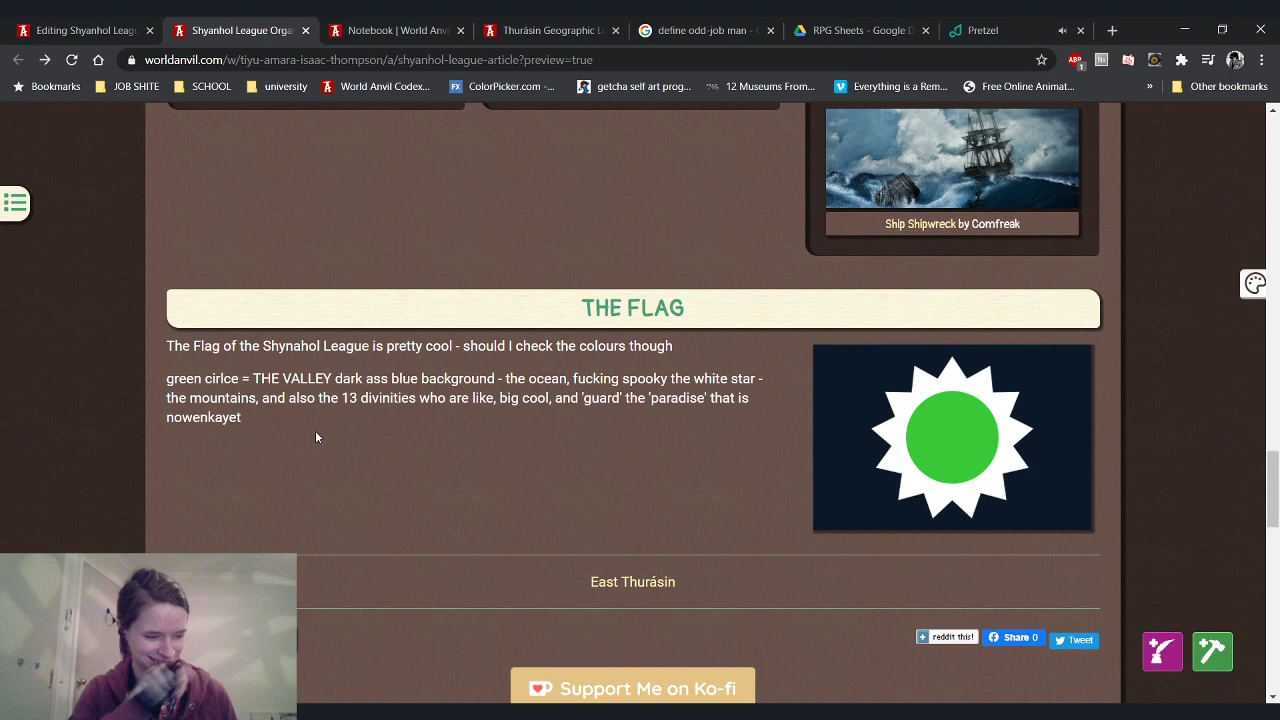 Editing Shyanhol Leagu
Shyanhol League Orga
Notebook | World Anvi
Thurásin Geographic L
define odd-job man - G
RPG Sheets - Google D
Pretzel
worldanvil.com/w/tiyu-amara-isaac-thompson/a/shyanhol-league-article?preview=true
Bookmarks
JOB SHITE
SCHOOL
university
World Anvil Codex...
ColorPicker.com -...
getcha self art prog...
12 Museums From...
Everything is a Rem...
Free Online Animat...
»
Other bookmarks
Ship Shipwreck by Comfreak
THE FLAG
The Flag of the Shynahol League is pretty cool - should I check the colours though
green cirlce = THE VALLEY dark ass blue background - the ocean, fucking spooky the white star -
the mountains, and also the 13 divinities who are like, big cool, and 'guard' the 'paradise' that is
nowenkayet
East Thurásin
reddit this!
Share 0
Tweet
Support Me on Ko-fi